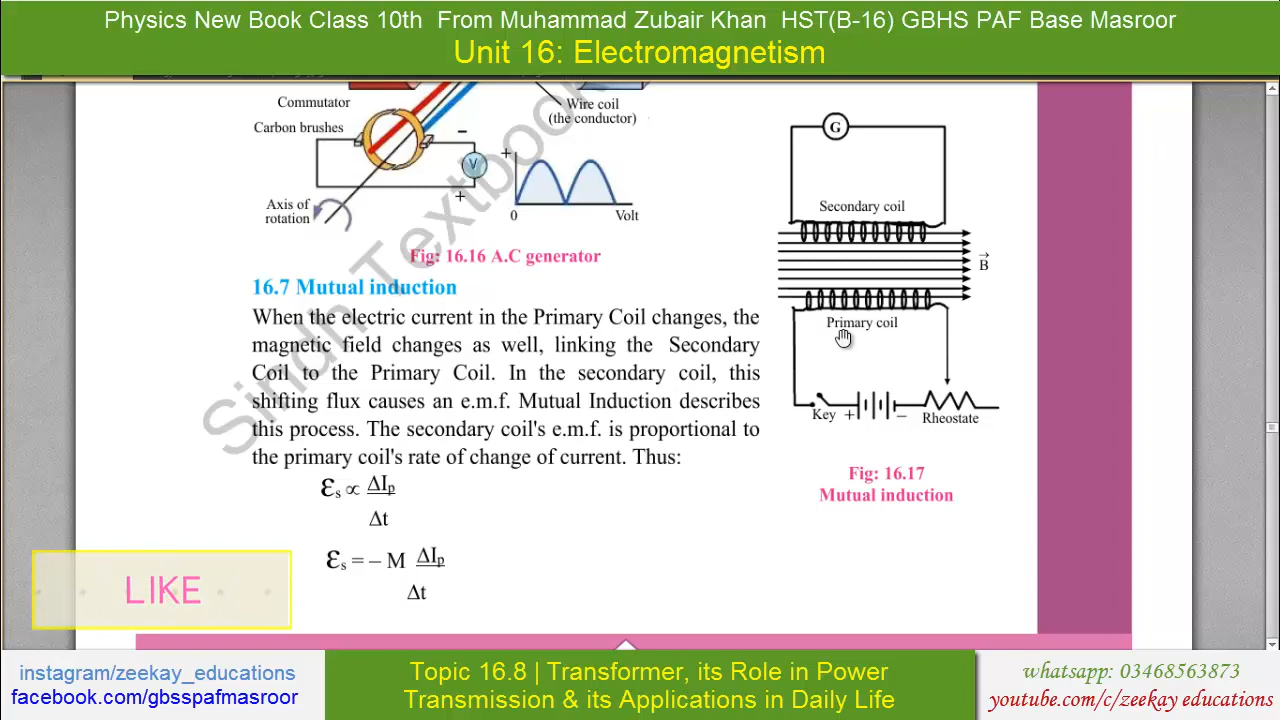 Physics New Book Class 10th From Muhammad Zubair Khan HST(B-16) GBHS PAF Base Masroor
Unit 16: Electromagnetism
Commutator
Carbon brushes
Wire coil
(the conductor)
–
V
+
+
Axis of
rotation
0
Volt
Fig: 16.16 A.C generator
16.7 Mutual induction
When the electric current in the Primary Coil changes, the
magnetic field changes as well, linking the Secondary
Coil to the Primary Coil. In the secondary coil, this
shifting flux causes an e.m.f. Mutual Induction describes
this process. The secondary coil's e.m.f. is proportional to
the primary coil's rate of change of current. Thus:
Ɛs ∝ ΔIp
Δt
Ɛs = – M ΔIp
Δt
G
Secondary coil
B
Primary coil
Key + – Rheostate
Fig: 16.17
Mutual induction
Sindh Textbook
LIKE
instagram/zeekay_educations
facebook.com/gbsspafmasroor
Topic 16.8 | Transformer, its Role in Power
Transmission & its Applications in Daily Life
whatsapp: 03468563873
youtube.com/c/zeekay educations